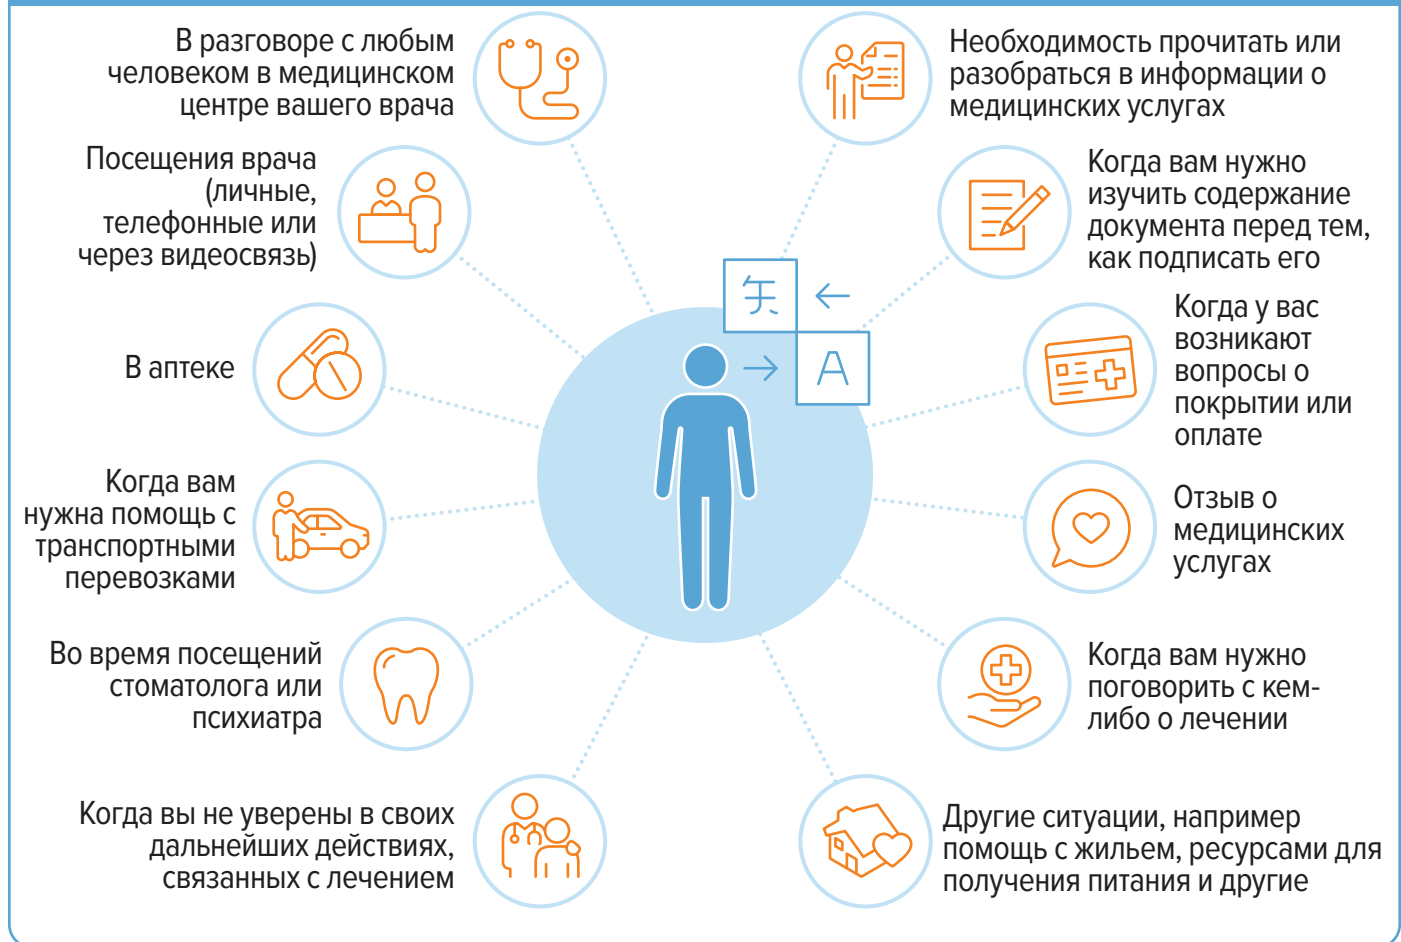 В разговоре с любым
человеком в медицинском
центре вашего врача
Посещения врача
(личные,
телефонные или
через видеосвязь)
В аптеке
Когда вам
нужна помощь с
транспортными
перевозками
Во время посещений
стоматолога или
психиатра
Когда вы не уверены в своих
дальнейших действиях,
связанных с лечением
Необходимость прочитать или
разобраться в информации о
медицинских услугах
Когда вам нужно
изучить содержание
документа перед тем,
как подписать его
Когда у вас
возникают
вопросы о
покрытии или
оплате
Отзыв о
медицинских
услугах
Когда вам нужно
поговорить с кем-
либо о лечении
Другие ситуации, например
помощь с жильем, ресурсами для
получения питания и другие
A